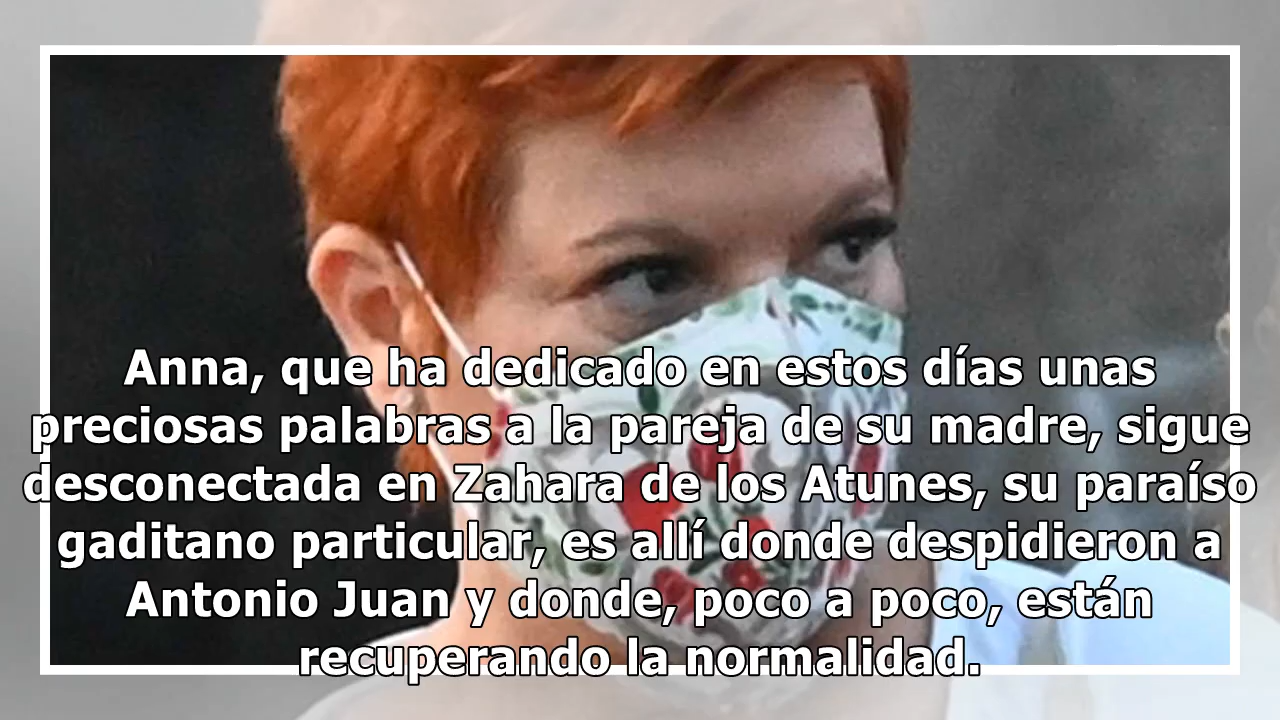 Anna, que ha dedicado en estos días unas
preciosas palabras a la pareja de su madre, sigue
desconectada en Zahara de los Atunes, su paraíso
gaditano particular, es allí donde despidieron a
Antonio Juan y donde, poco a poco, están
recuperando la normalidad.